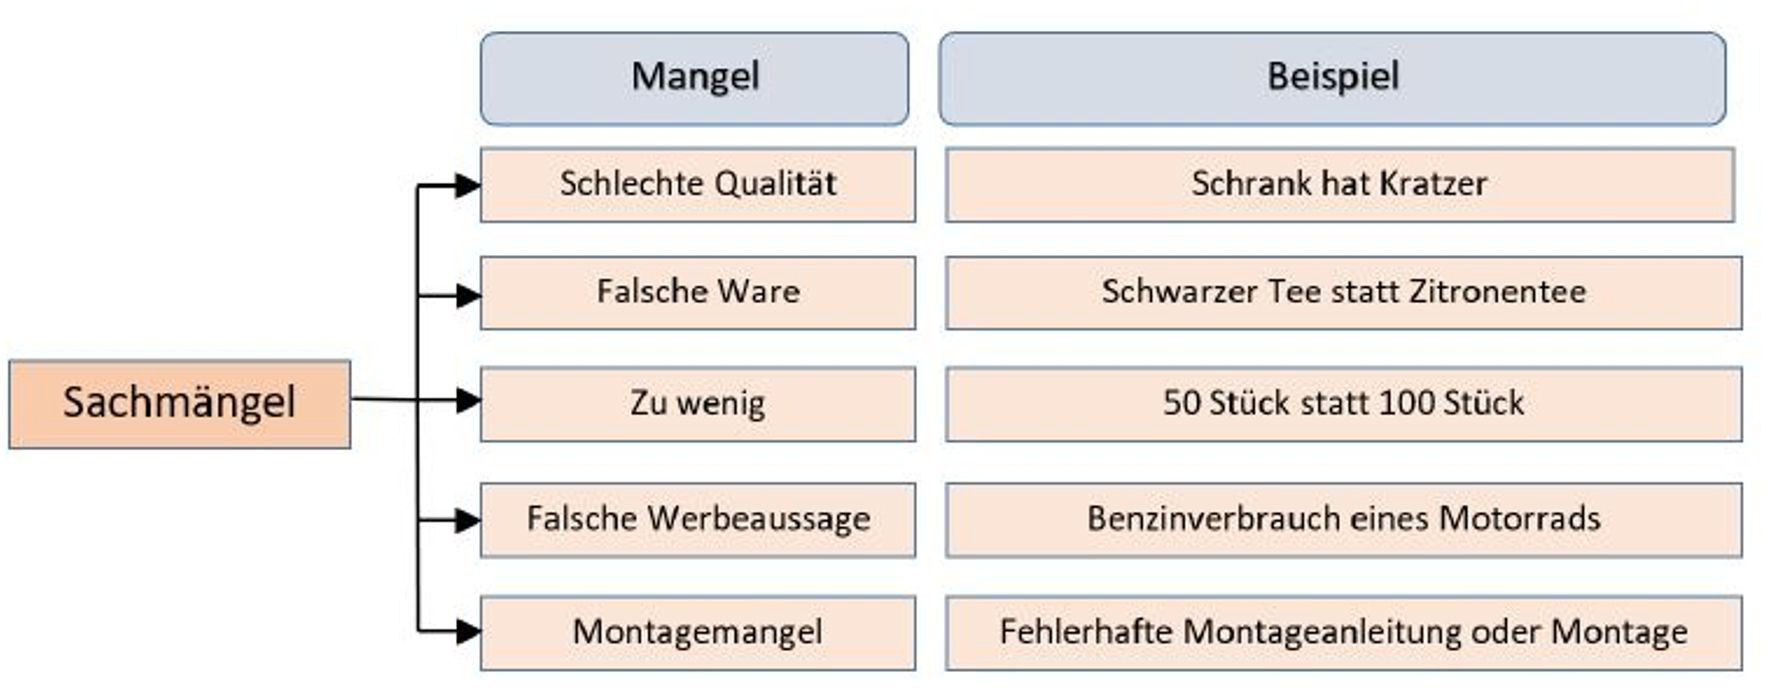 Mangel
Beispiel
Schlechte Qualität
Schrank hat Kratzer
Falsche Ware
Schwarzer Tee statt Zitronentee
Sachmängel
Zu wenig
50 Stück statt 100 Stück
Falsche Werbeaussage
Benzinverbrauch eines Motorrads
Montagemangel
Fehlerhafte Montageanleitung oder Montage